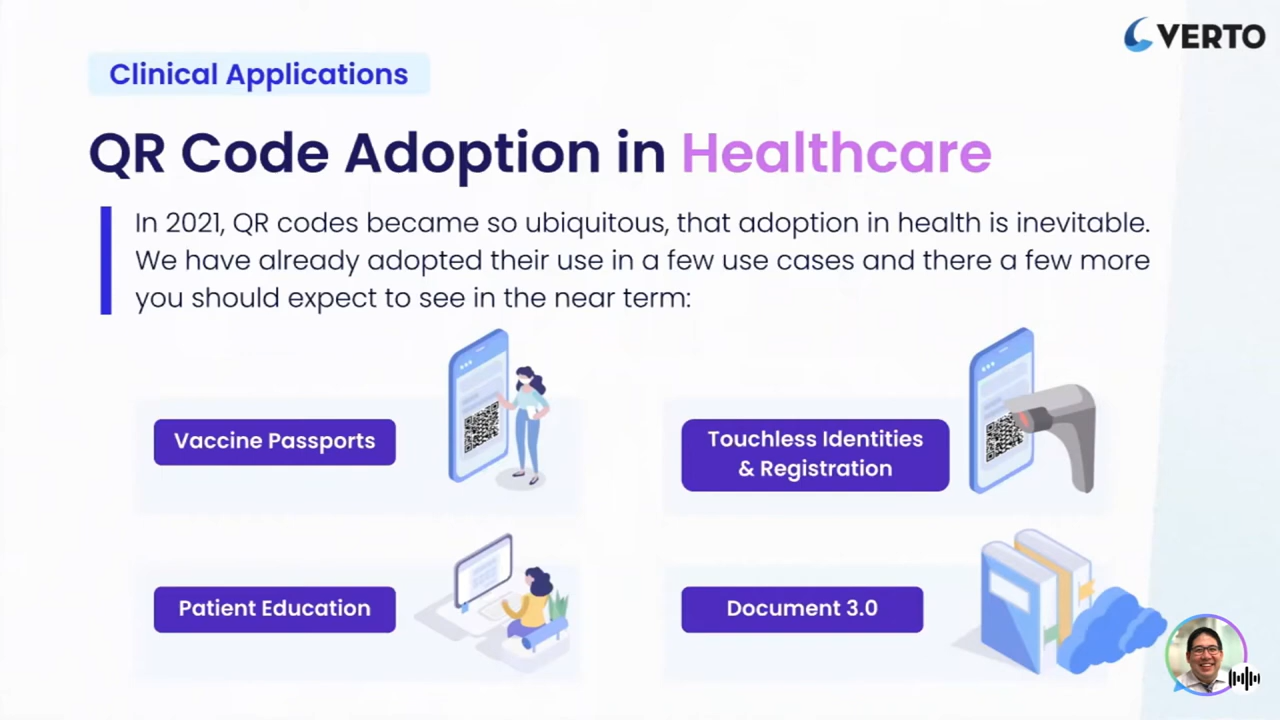 VERTO
Clinical Applications
QR Code Adoption in Healthcare
In 2021, QR codes became so ubiquitous, that adoption in health is inevitable.
We have already adopted their use in a few use cases and there a few more
you should expect to see in the near term:
Vaccine Passports
Touchless Identities
& Registration
Patient Education
Document 3.0